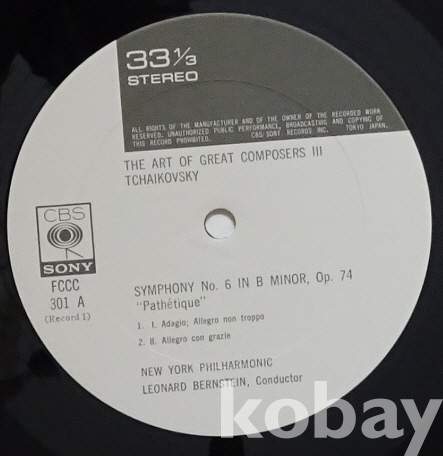 33 1/3
STEREO
ALL RIGHTS OF THE MANUFACTURER AND OF THE OWNER OF THE RECORDED WORK
RESERVED. UNAUTHORIZED PUBLIC PERFORMANCE, BROADCASTING AND COPYING OF
THIS RECORD PROHIBITED. CBS/SONY RECORDS INC. TOKYO JAPAN.
THE ART OF GREAT COMPOSERS III
TCHAIKOVSKY
CBS
SONY
FCCC
301 A
(Record 1)
SYMPHONY No. 6 IN B MINOR, Op. 74
"Pathétique"
1. I. Adagio; Allegro non troppo
2. II. Allegro con grazie
NEW YORK PHILHARMONIC
LEONARD BERNSTEIN, Conductor
kobay